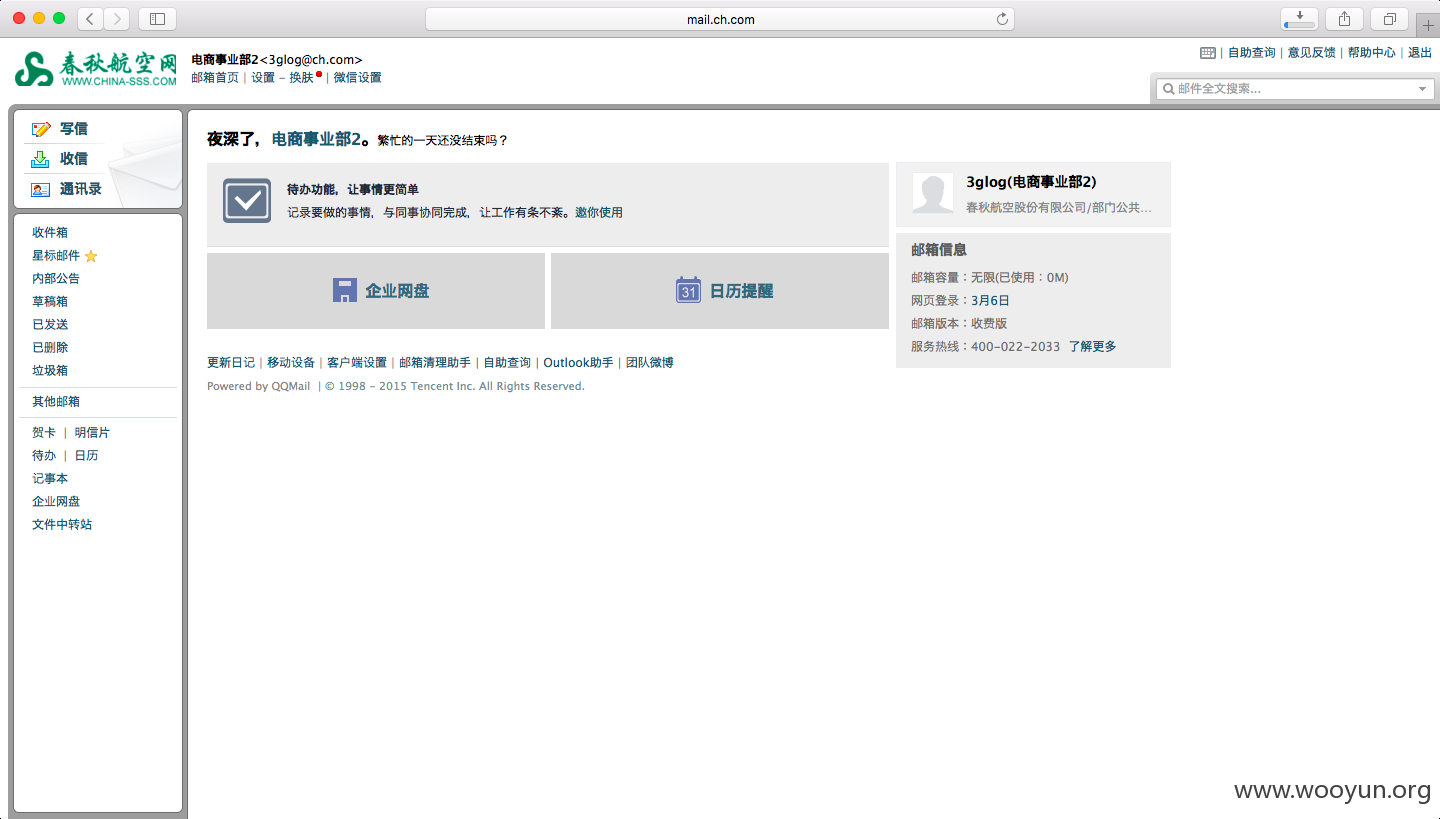 mail.ch.com
春秋航空网
WWW.CHINA-SSS.COM
电商事业部2<3glog@ch.com>
邮箱首页 | 设置 - 换肤 | 微信设置
| 自助查询 | 意见反馈 | 帮助中心 | 退出
邮件全文搜索...
写信
收信
通讯录
收件箱
星标邮件
内部公告
草稿箱
已发送
已删除
垃圾箱
其他邮箱
贺卡 | 明信片
待办 | 日历
记事本
企业网盘
文件中转站
夜深了，电商事业部2。繁忙的一天还没结束吗？
待办功能，让事情更简单
记录要做的事情，与同事协同完成，让工作有条不紊。邀你使用
企业网盘
31 日历提醒
更新日记 | 移动设备 | 客户端设置 | 邮箱清理助手 | 自助查询 | Outlook助手 | 团队微博
Powered by QQMail | © 1998 - 2015 Tencent Inc. All Rights Reserved.
3glog(电商事业部2)
春秋航空股份有限公司/部门公共...
邮箱信息
邮箱容量：无限(已使用：0M)
网页登录：3月6日
邮箱版本：收费版
服务热线：400-022-2033 了解更多
www.wooyun.org